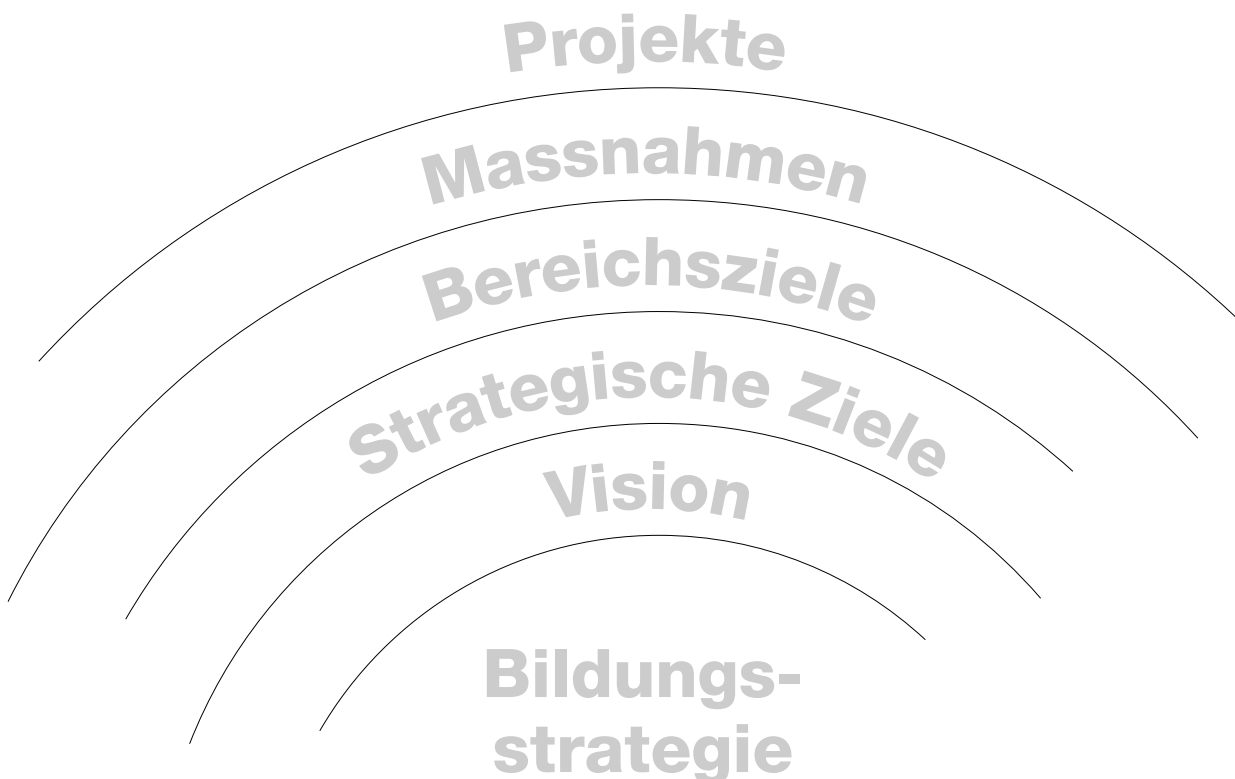 Projekte
Massnahmen
Bereichsziele
Strategische Ziele
Vision
Bildungs-
strategie